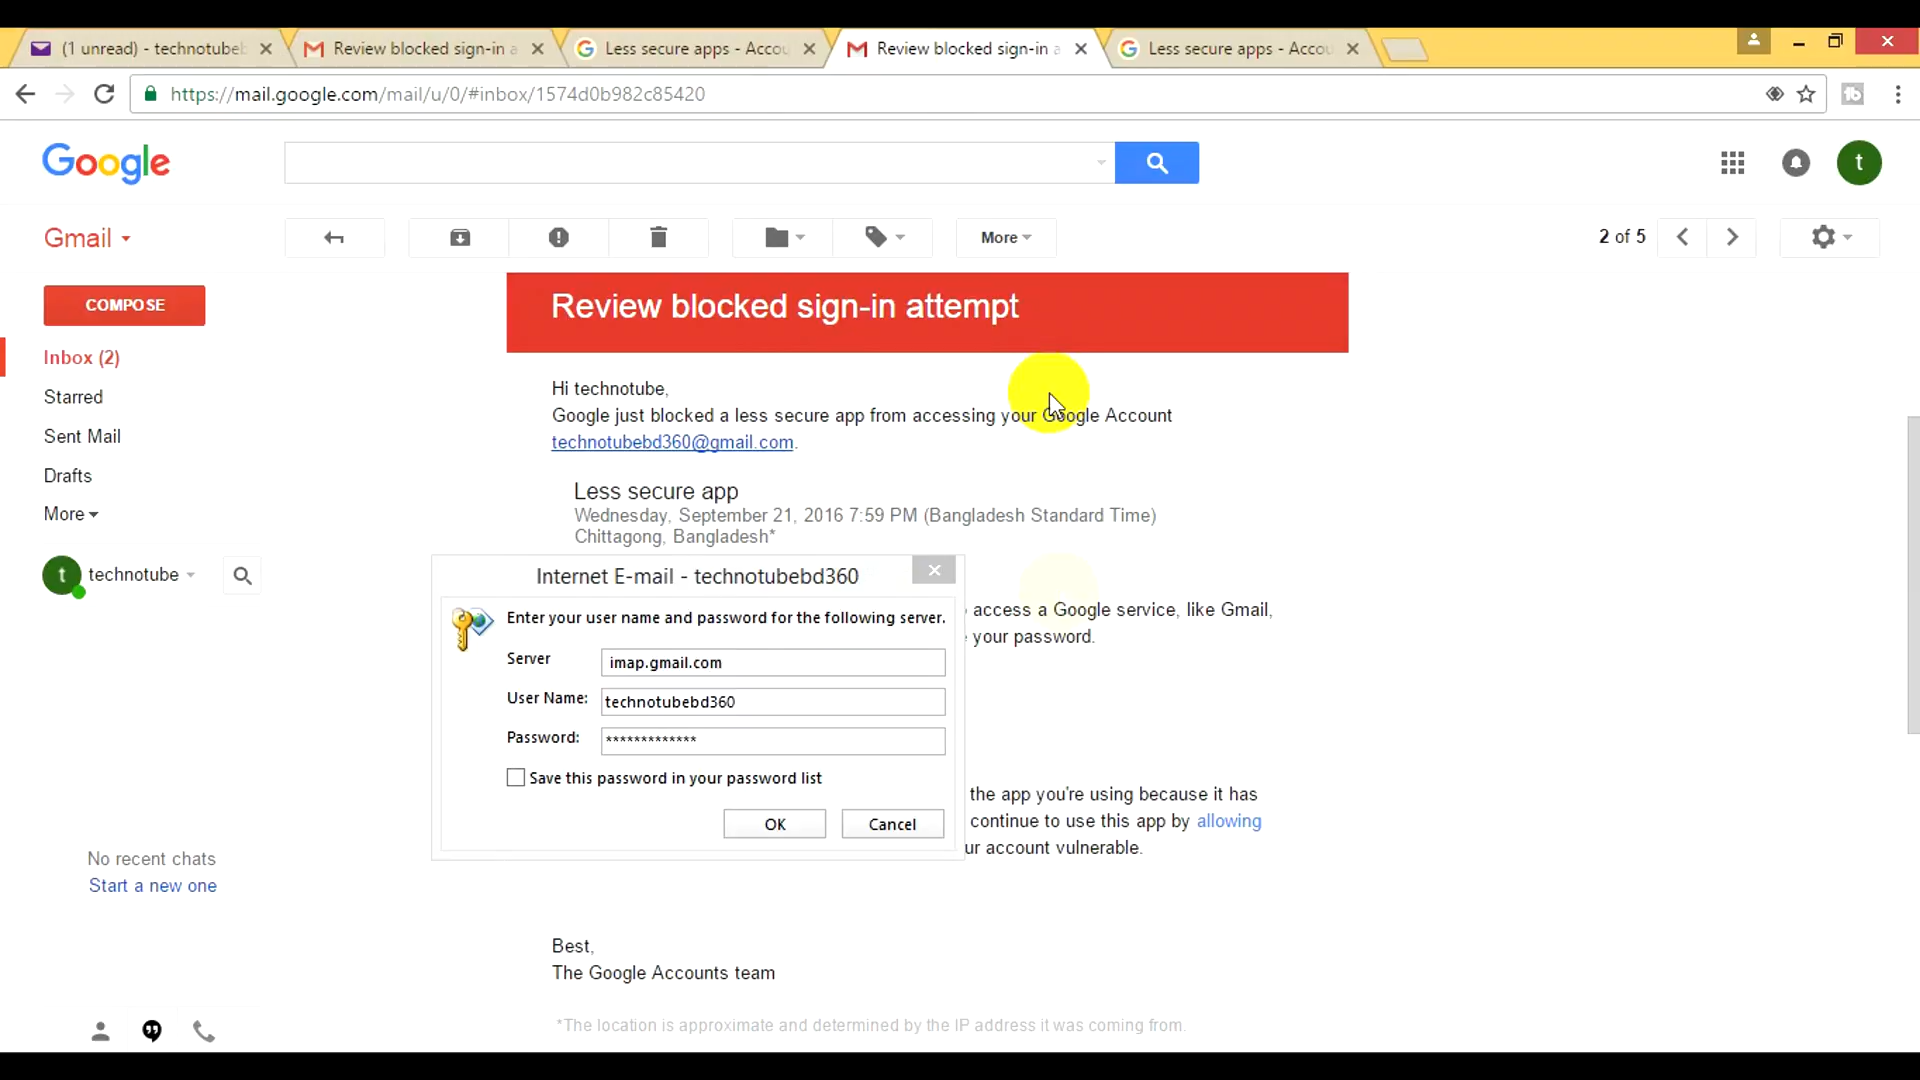 (1 unread) - technotube
Review blocked sign-in a
Less secure apps - Accou
Review blocked sign-in a
Less secure apps - Accou
https://mail.google.com/mail/u/0/#inbox/1574d0b982c85420
Google
Gmail
More
2 of 5
t
COMPOSE
Inbox (2)
Starred
Sent Mail
Drafts
More
t technotube
No recent chats
Start a new one
Review blocked sign-in attempt
Hi technotube,
Google just blocked a less secure app from accessing your Google Account
technotubebd360@gmail.com.
Less secure app
Wednesday, September 21, 2016 7:59 PM (Bangladesh Standard Time)
Chittagong, Bangladesh*
access a Google service, like Gmail,
your password.
the app you're using because it has
continue to use this app by allowing
ur account vulnerable.
Internet E-mail - technotubebd360
Enter your user name and password for the following server.
Server imap.gmail.com
User Name: technotubebd360
Password: *************
Save this password in your password list
OK Cancel
Best,
The Google Accounts team
*The location is approximate and determined by the IP address it was coming from.